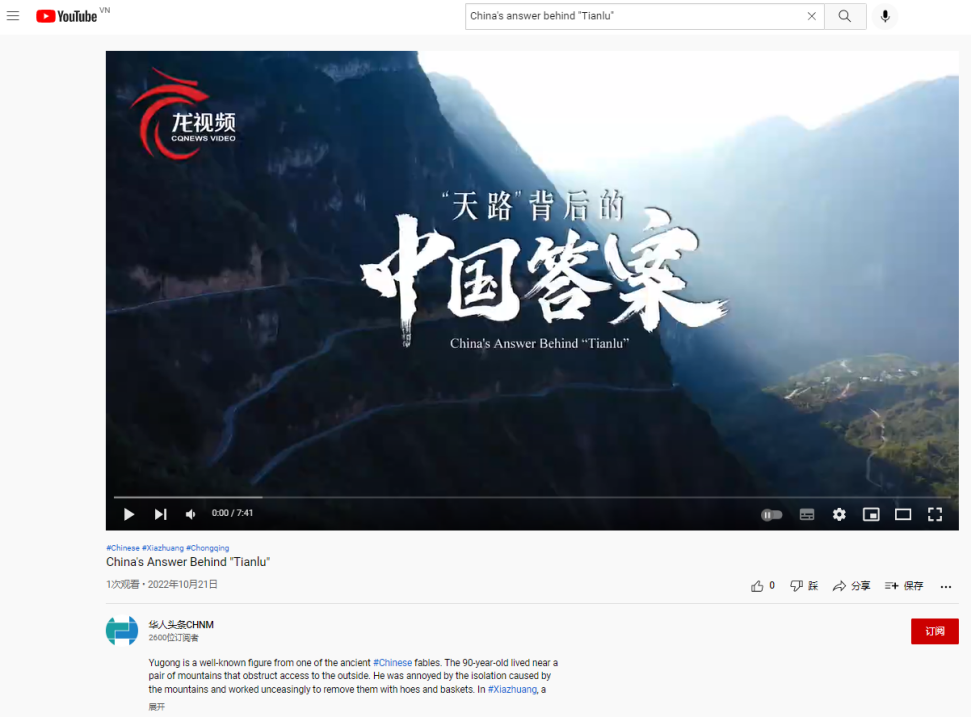 YouTube VN
China's answer behind "Tianlu"
龙视频
CQNEWS VIDEO
“天路”背后的
中国答案
China's Answer Behind “Tianlu”
0:00 / 7:41
#Chinese #Xiazhuang #Chongqing
China's Answer Behind "Tianlu"
1次观看 • 2022年10月21日
0 踩 分享 保存
华人头条CHNM
2600位订阅者
订阅
Yugong is a well-known figure from one of the ancient #Chinese fables. The 90-year-old lived near a
pair of mountains that obstruct access to the outside. He was annoyed by the isolation caused by
the mountains and worked unceasingly to remove them with hoes and baskets. In #Xiazhuang, a
展开